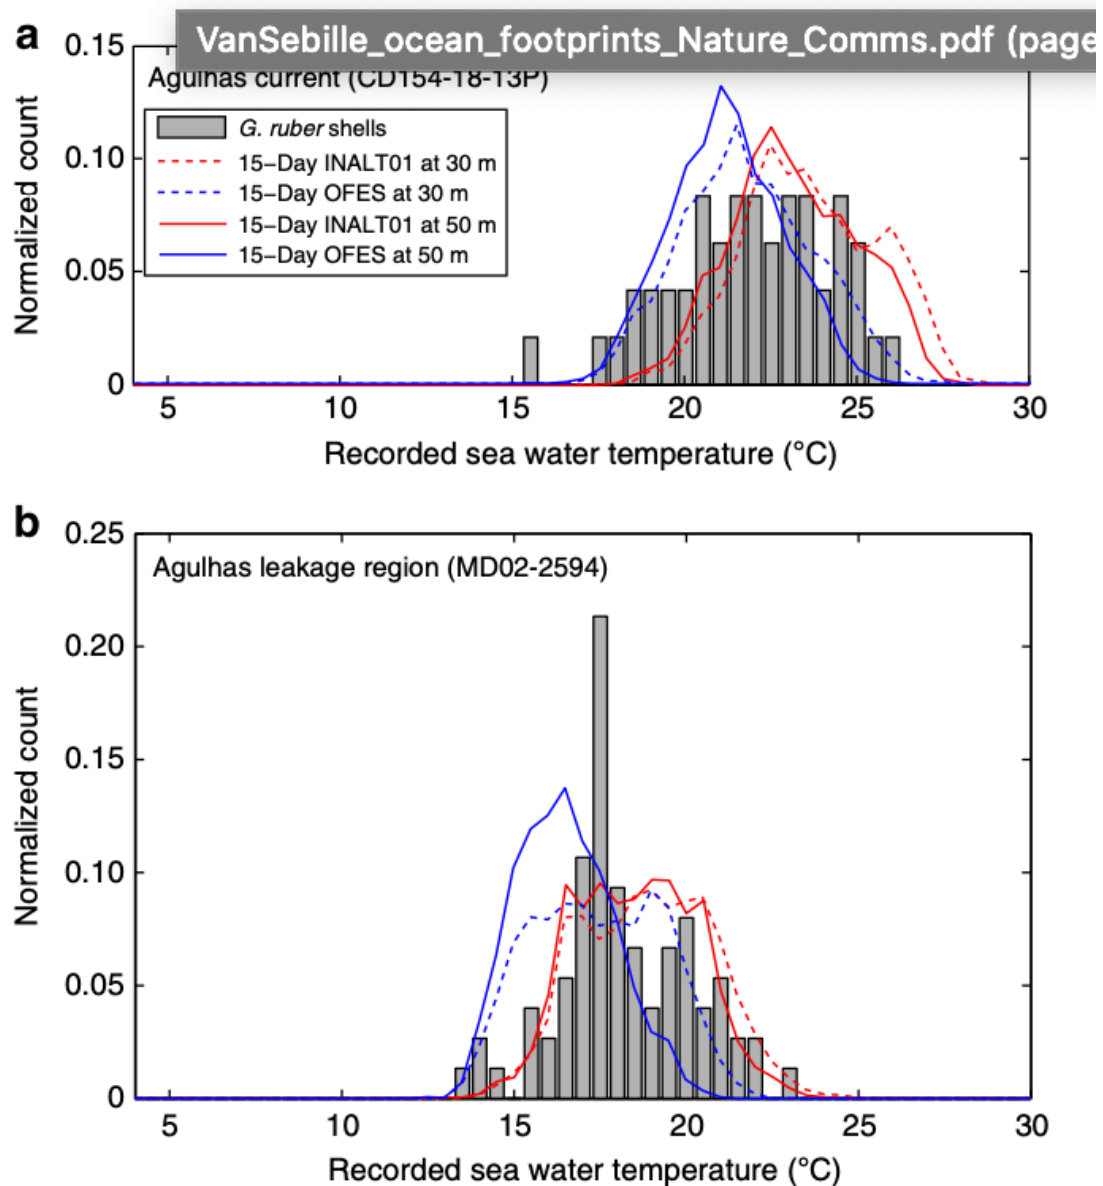 a
VanSebille_ocean_footprints_Nature_Comms.pdf (page
0.15
Agulhas current (CD154-18-13P)
G. ruber shells
15-Day INALT01 at 30 m
15-Day OFES at 30 m
15-Day INALT01 at 50 m
15-Day OFES at 50 m
Normalized count
0.10
0.05
0
5 10 15 20 25 30
Recorded sea water temperature (°C)
b
0.25
Agulhas leakage region (MD02-2594)
0.20
Normalized count
0.15
0.10
0.05
0
5 10 15 20 25 30
Recorded sea water temperature (°C)